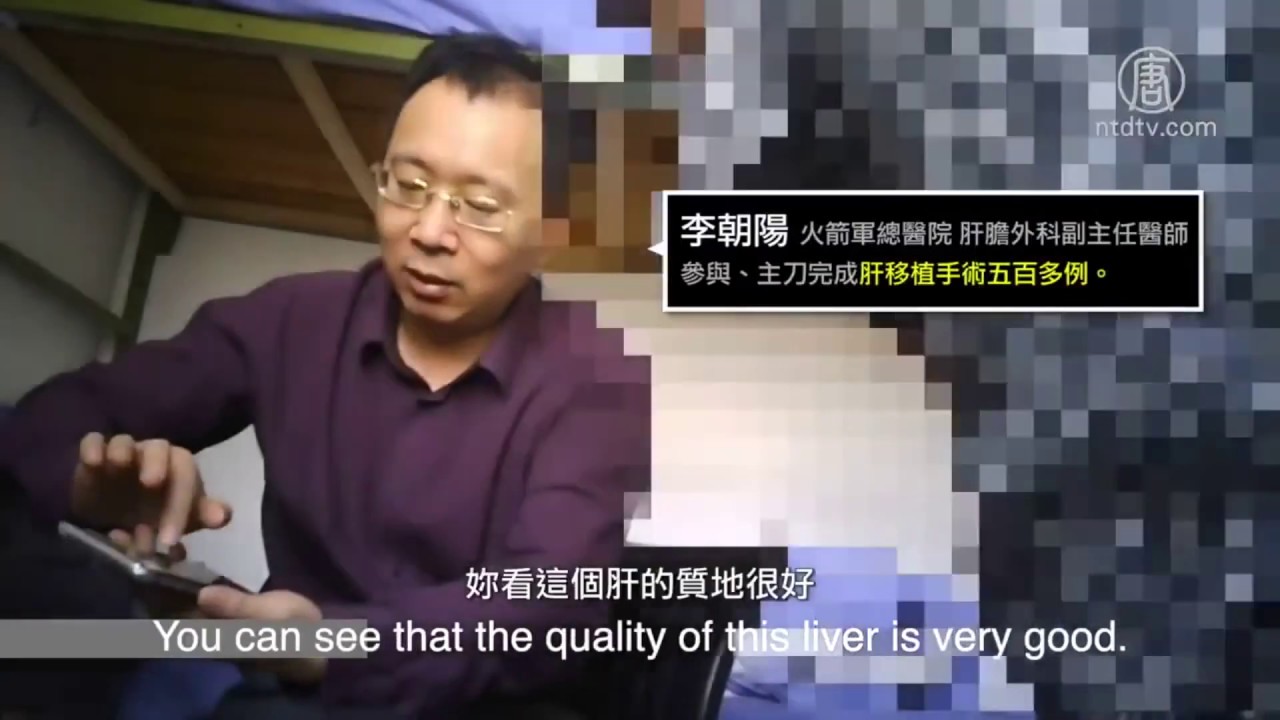 唐
ntdtv.com
李朝陽 火箭軍總醫院 肝膽外科副主任醫師
參與、主刀完成肝移植手術五百多例。
妳看這個肝的質地很好
You can see that the quality of this liver is very good.